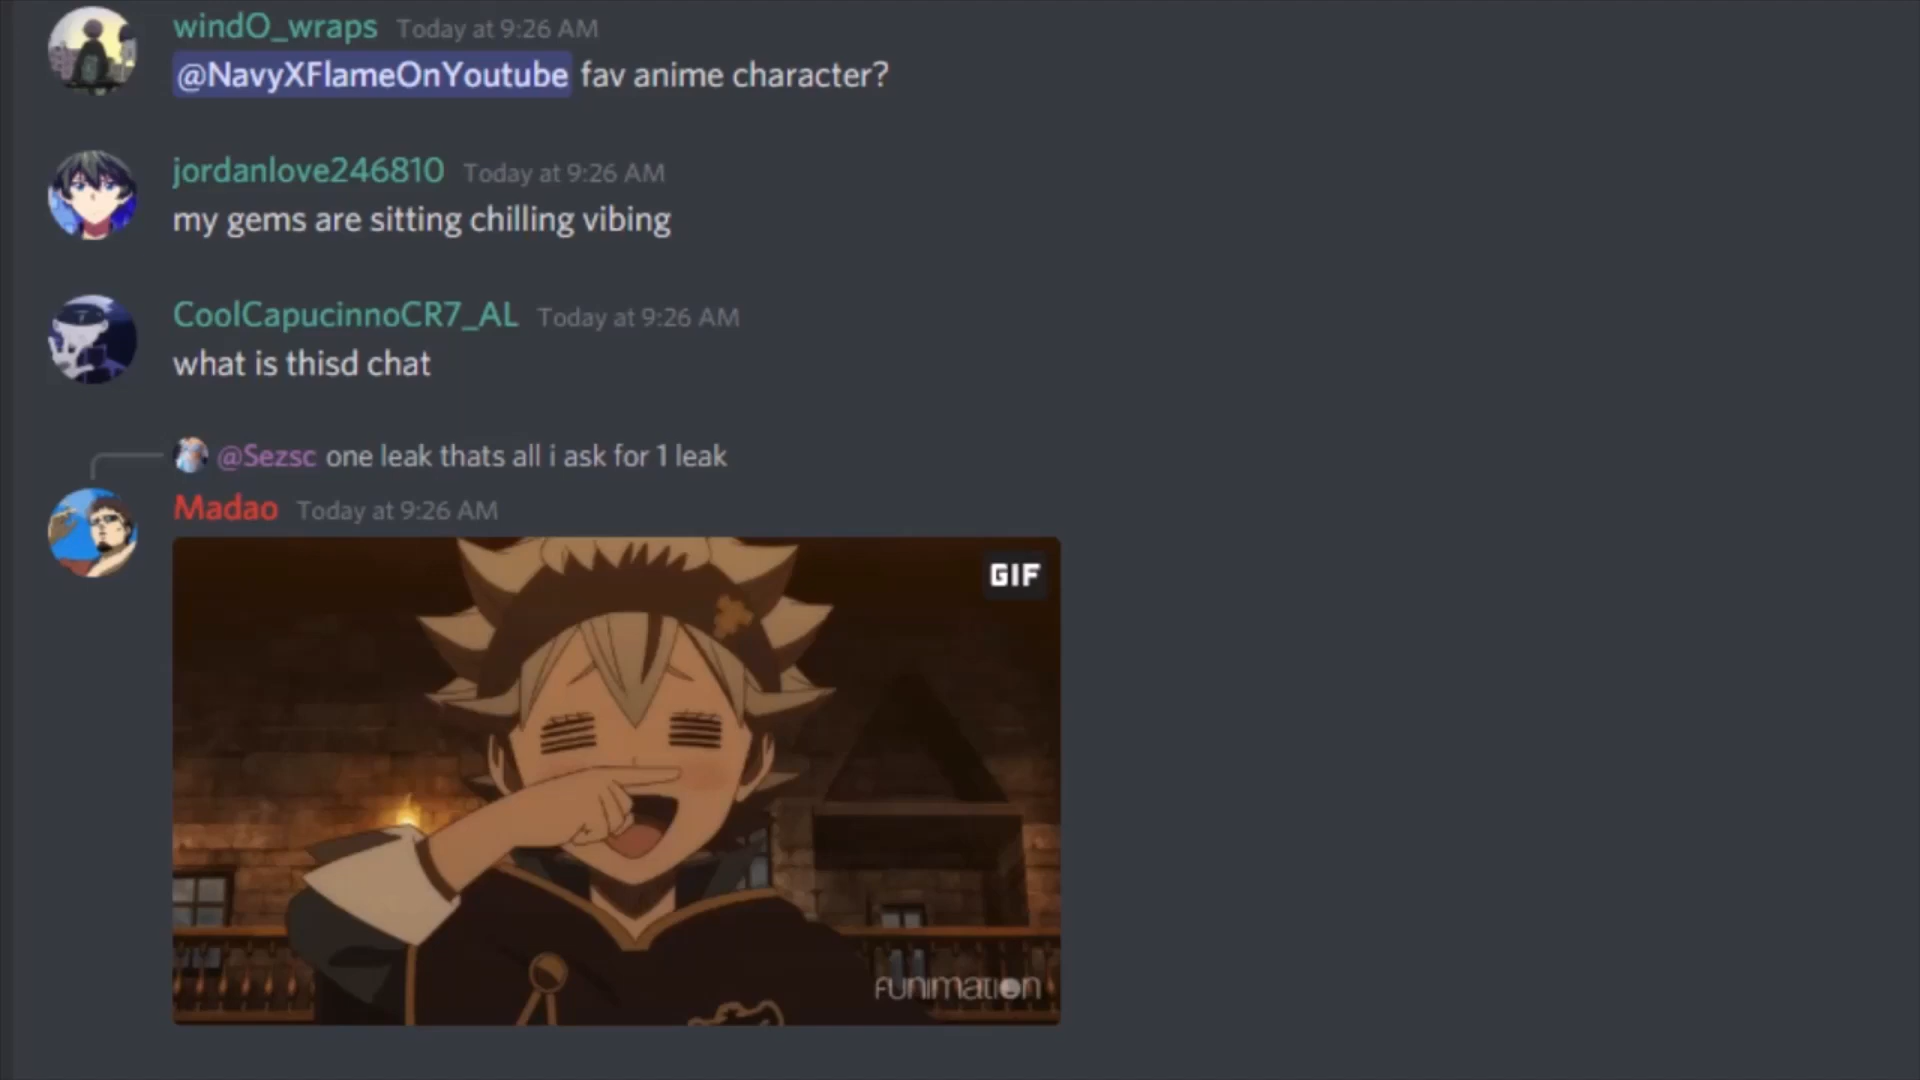 windO_wraps Today at 9:26 AM
@NavyXFlameOnYoutube fav anime character?
jordanlove246810 Today at 9:26 AM
my gems are sitting chilling vibing
CoolCapucinnoCR7_AL Today at 9:26 AM
what is thisd chat
@Sezsc one leak thats all i ask for 1 leak
Madao Today at 9:26 AM
GIF
FUNIMATION